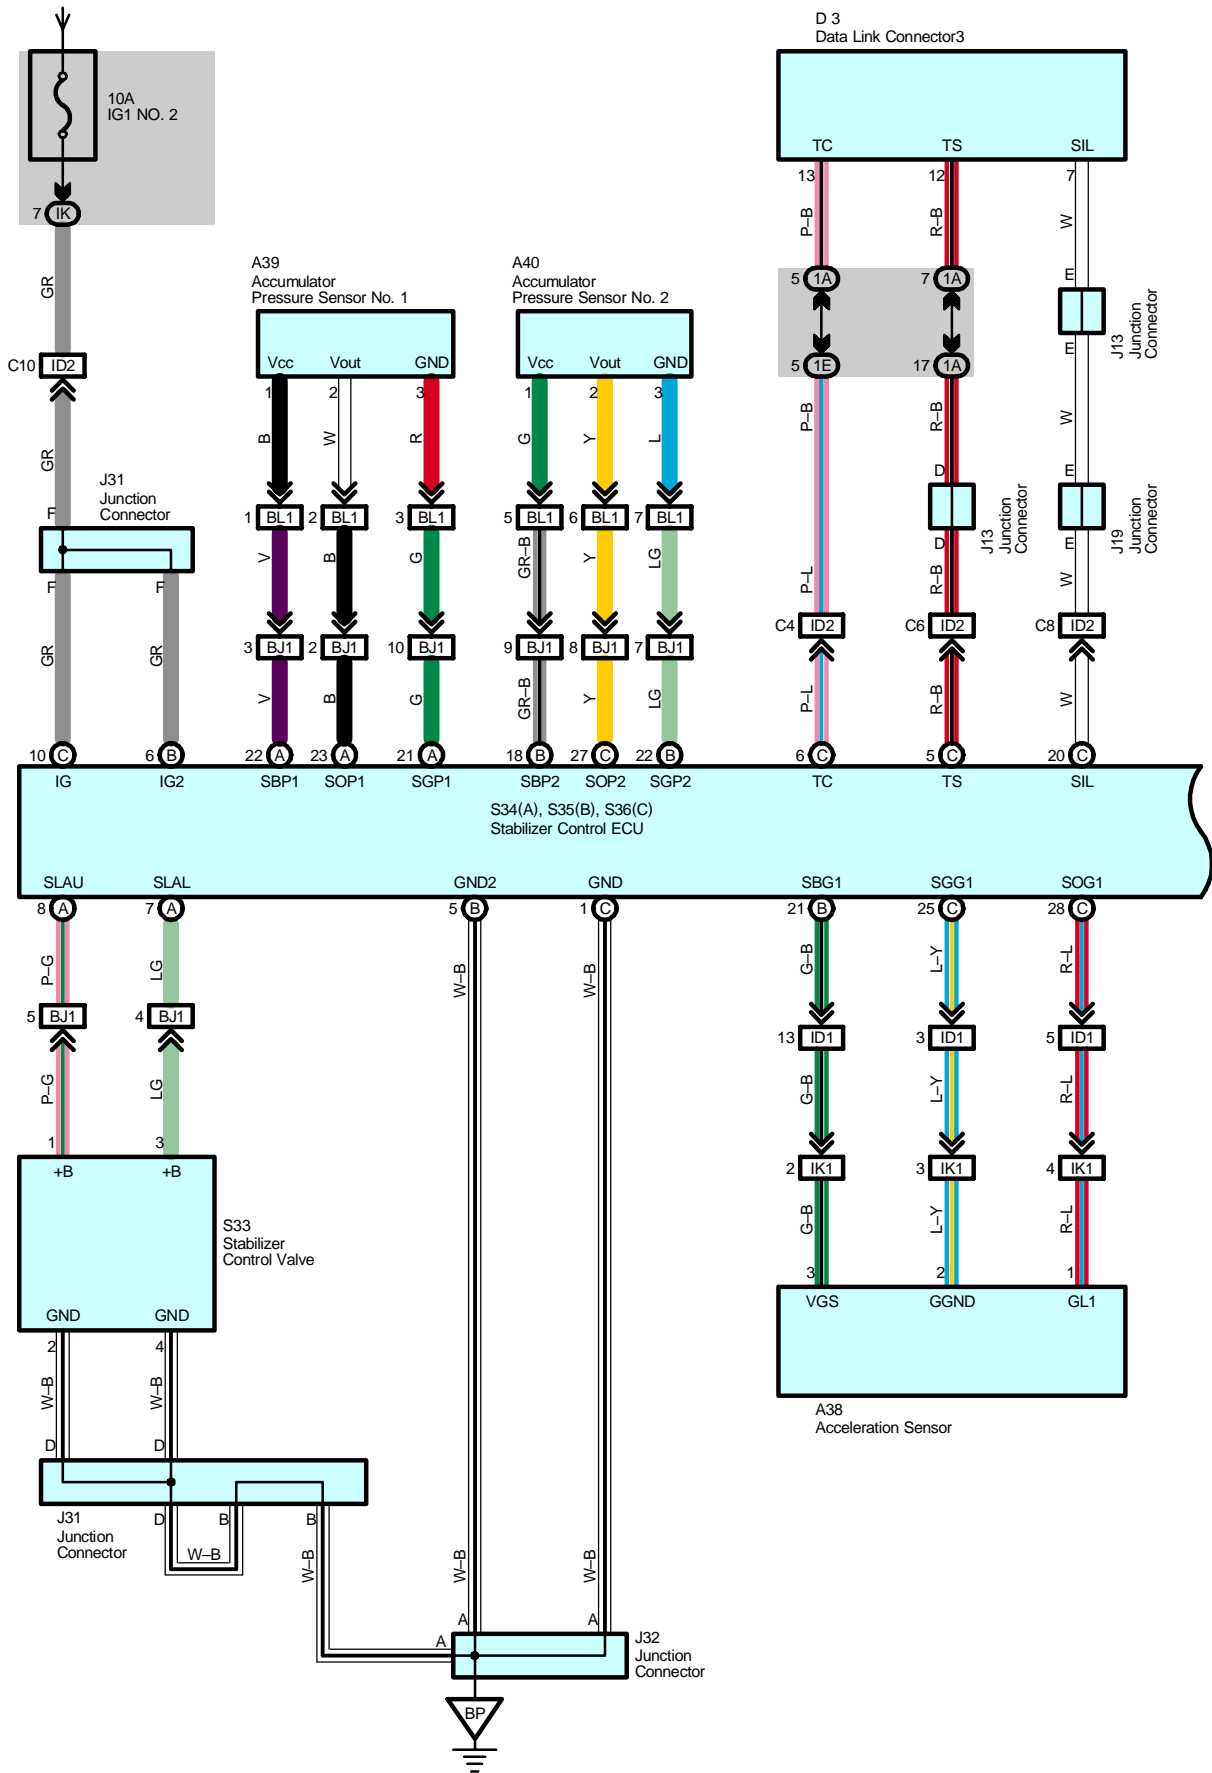 D 3
Data Link Connector3
10A
IG1 NO. 2
TC TS SIL
13 12 7
7 IK
P–B R–B W
GR
A39
Accumulator
Pressure Sensor No. 1
A40
Accumulator
Pressure Sensor No. 2
5 1A 7 1A E
J13
Junction
Connector
C10 ID2
Vcc Vout GND
Vcc Vout GND
5 1E 17 1A E
1 2 3 1 2 3
B W R G Y L P–B R–B W
GR
J31
Junction
Connector
F
D E
J13
Junction
Connector
J19
Junction
Connector
1 BL1 2 BL1 3 BL1 5 BL1 6 BL1 7 BL1
D E
V B G GR–B Y LG P–L R–B W
F F
C4 ID2 C6 ID2 C8 ID2
3 BJ1 2 BJ1 10 BJ1 9 BJ1 8 BJ1 7 BJ1
GR GR V B G GR–B Y LG P–L R–B W
10 C 6 B 22 A 23 A 21 A 18 B 27 C 22 B 6 C 5 C 20 C
IG IG2 SBP1 SOP1 SGP1 SBP2 SOP2 SGP2 TC TS SIL
S34(A), S35(B), S36(C)
Stabilizer Control ECU
SLAU SLAL GND2 GND SBG1 SGG1 SOG1
8 A 7 A 5 B 1 C 21 B 25 C 28 C
P–G LG W–B W–B G–B L–Y R–L
5 BJ1 4 BJ1
13 ID1 3 ID1 5 ID1
P–G LG G–B L–Y R–L
1 3
+B +B
2 IK1 3 IK1 4 IK1
G–B L–Y R–L
S33
Stabilizer
Control Valve
3 2 1
GND GND
VGS GGND GL1
2 4
W–B W–B
A38
Acceleration Sensor
D D
J31
Junction
Connector
D B B
W–B
W–B W–B W–B
A A
A
J32
Junction
Connector
BP